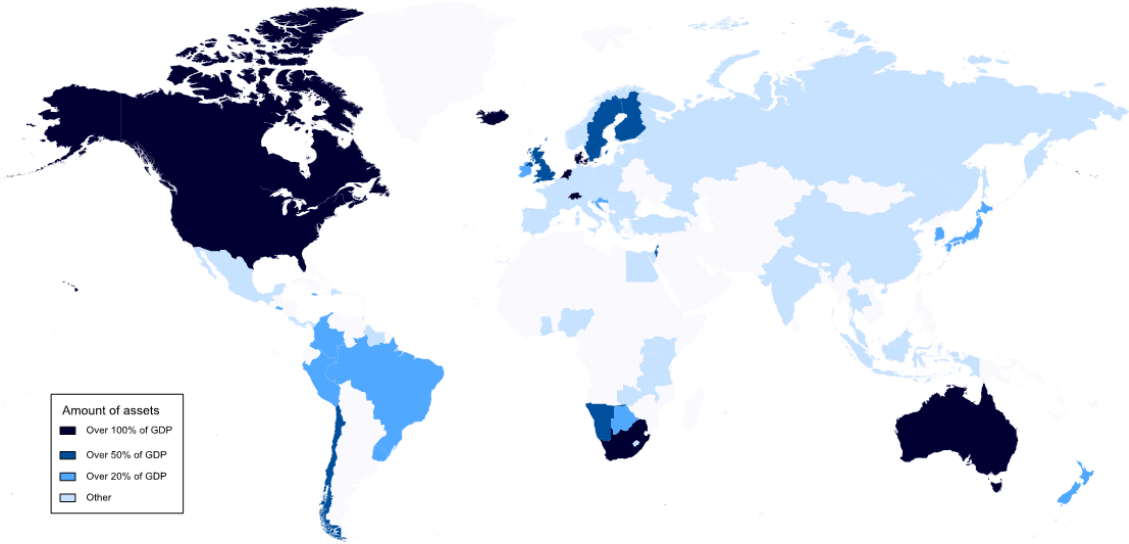 Amount of assets
Over 100% of GDP
Over 50% of GDP
Over 20% of GDP
Other